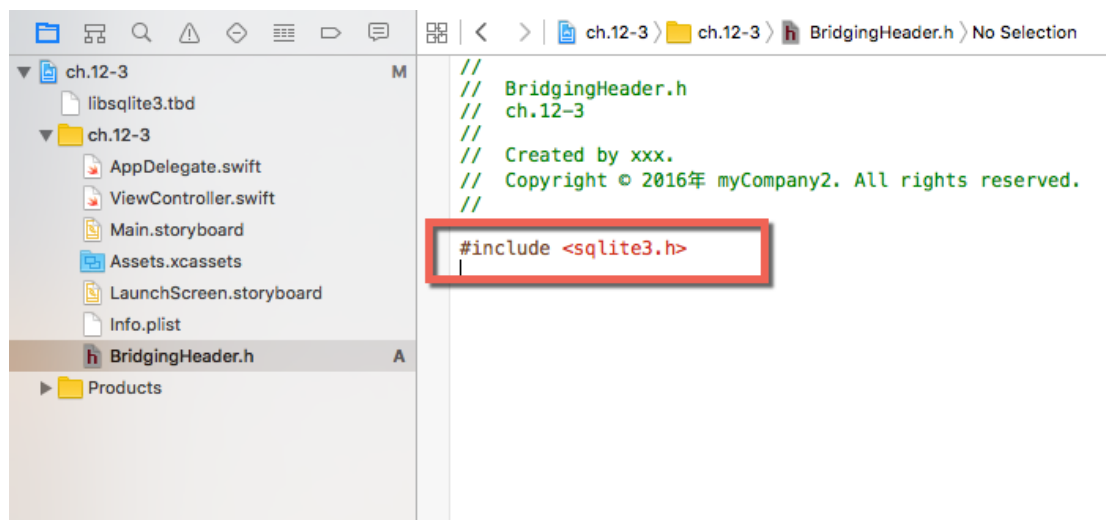 ch.12-3 〉 ch.12-3 〉 h BridgingHeader.h 〉 No Selection
ch.12-3 M
libsqlite3.tbd
ch.12-3
AppDelegate.swift
ViewController.swift
Main.storyboard
Assets.xcassets
LaunchScreen.storyboard
Info.plist
h BridgingHeader.h A
Products
//
// BridgingHeader.h
// ch.12-3
//
// Created by xxx.
// Copyright © 2016年 myCompany2. All rights reserved.
//
#include <sqlite3.h>